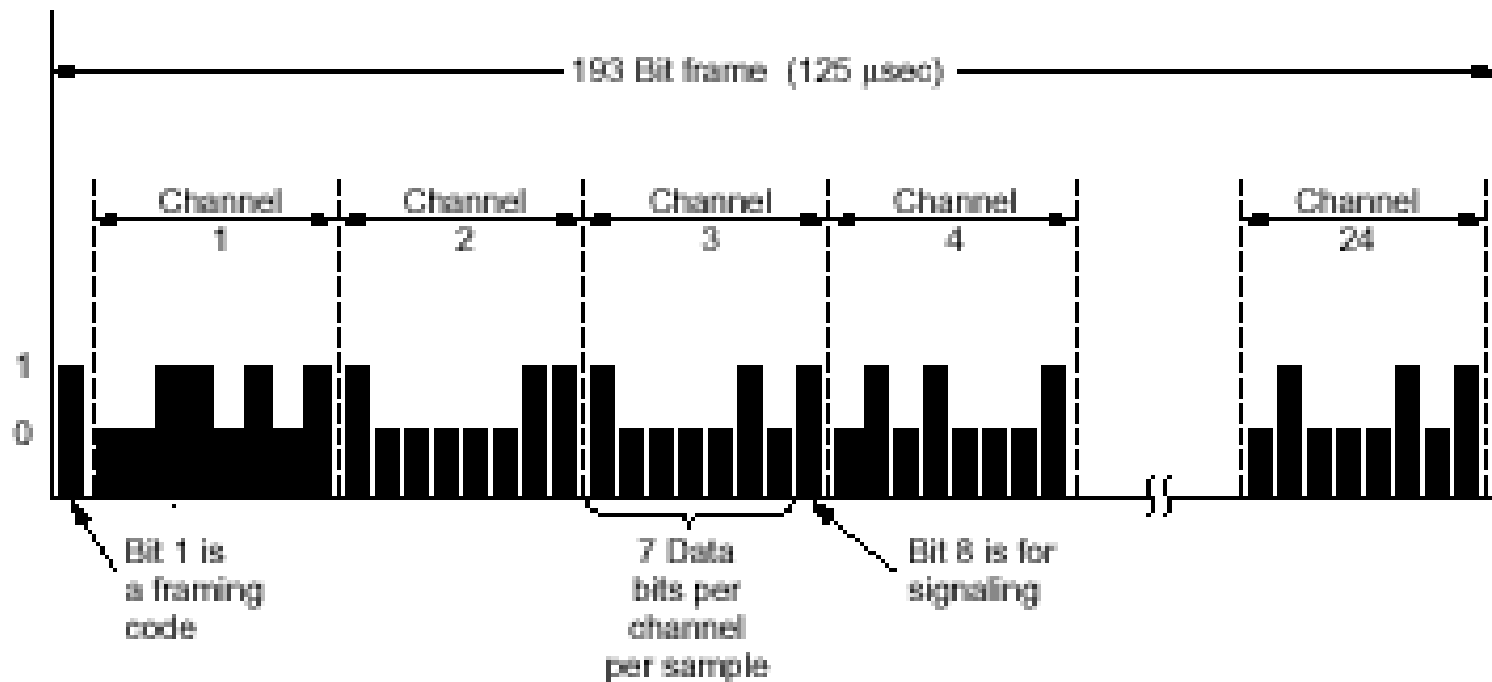 193 Bit frame (125 μsec)
Channel
1
Channel
2
Channel
3
Channel
4
Channel
24
1
0
Bit 1 is
a framing
code
7 Data
bits per
channel
per sample
Bit 8 is for
signaling